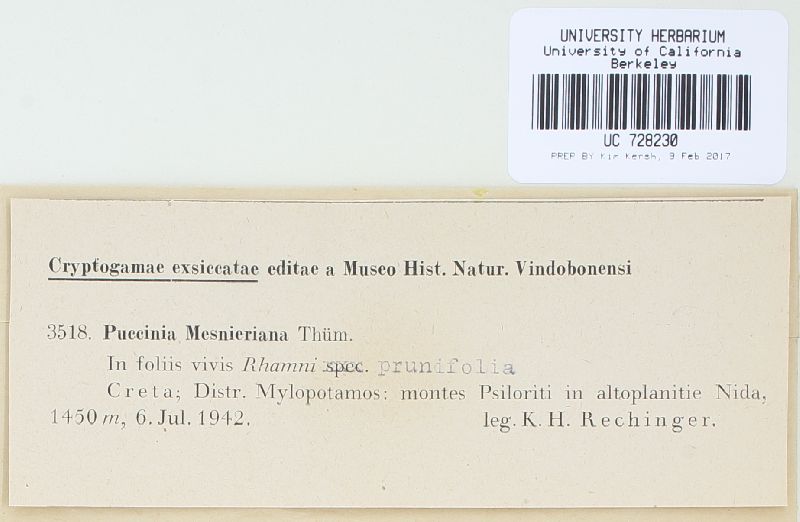 UNIVERSITY HERBARIUM
University of California
Berkeley
UC 728230
PREP BY Kim Kersh, 9 Feb 2017
Cryptogamae exsiccatae editae a Museo Hist. Natur. Vindobonensi
3518. Puccinia Mesnieriana Thüm.
In foliis vivis Rhamni spec. prunifolia
Creta; Distr. Mylopotamos: montes Psiloriti in altoplanitie Nida,
1450 m, 6. Jul. 1942. leg. K. H. Rechinger.